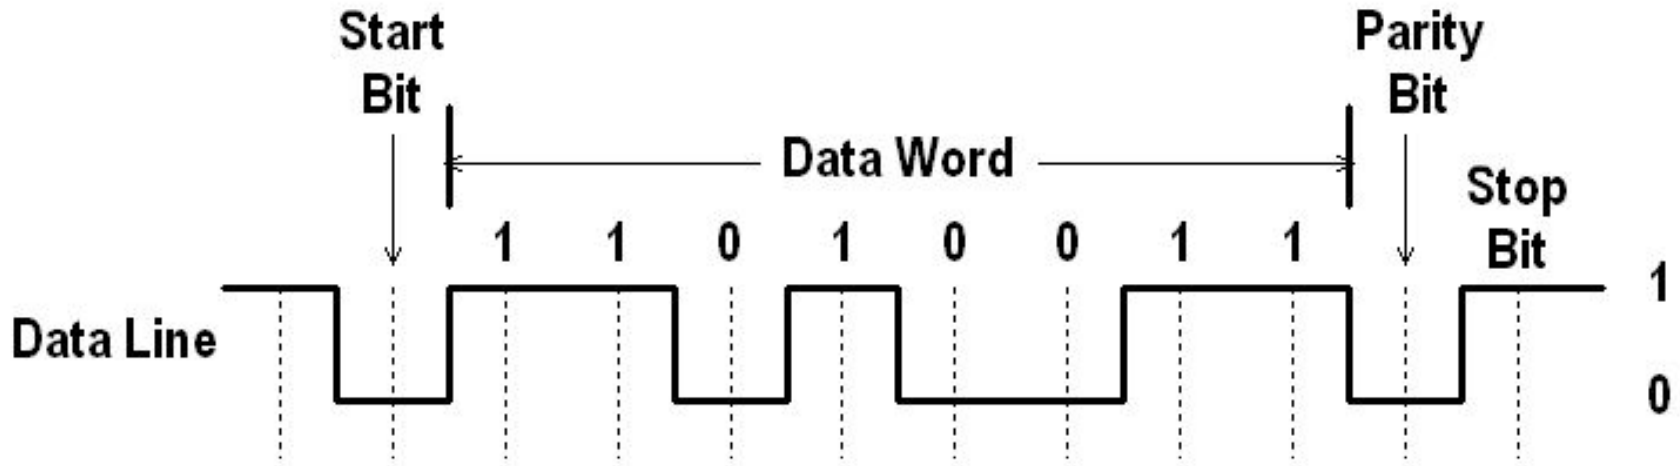 Start
Bit
Parity
Bit
Data Word
Stop
Bit
1 1 0 1 0 0 1 1
1
Data Line
0